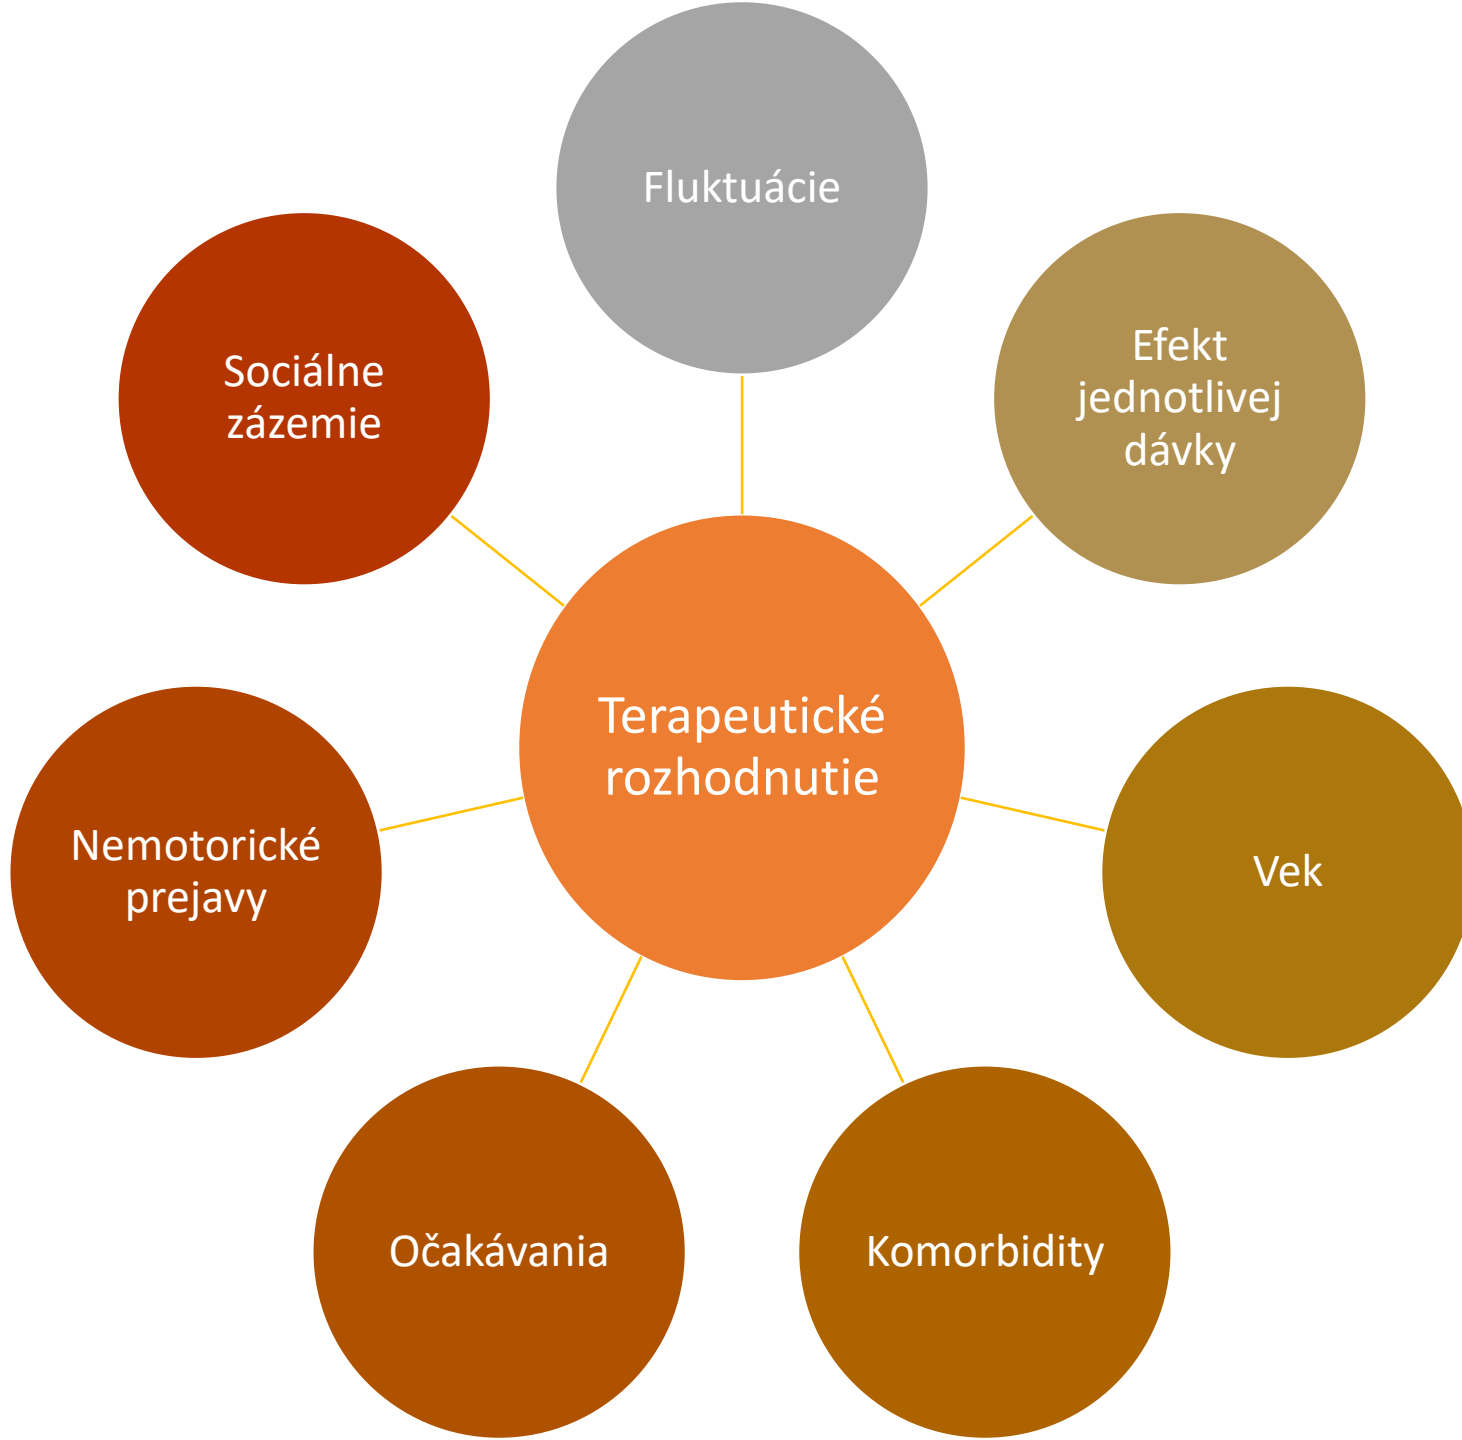 Fluktuácie
Efekt
jednotlivej
dávky
Vek
Komorbidity
Očakávania
Nemotorické
prejavy
Sociálne
zázemie
Terapeutické
rozhodnutie